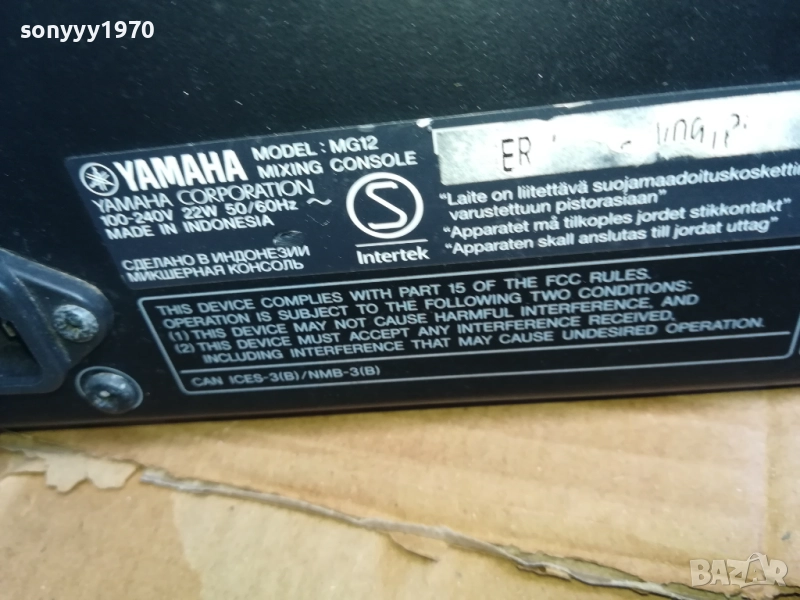 sonyyy1970
YAMAHA MODEL : MG12
MIXING CONSOLE
YAMAHA CORPORATION
100-240V ~ 22W 50/60Hz
MADE IN INDONESIA
СДЕЛАНО В ИНДОНЕЗИИ
МИКШЕРНАЯ КОНСОЛЬ
S
Intertek
ER
"Laite on liitettävä suojamaadoituskoskettim
varustettuun pistorasiaan"
"Apparatet må tilkoples jordet stikkontakt"
"Apparaten skall anslutas till jordat uttag"
THIS DEVICE COMPLIES WITH PART 15 OF THE FCC RULES.
OPERATION IS SUBJECT TO THE FOLLOWING TWO CONDITIONS:
(1) THIS DEVICE MAY NOT CAUSE HARMFUL INTERFERENCE, AND
(2) THIS DEVICE MUST ACCEPT ANY INTERFERENCE RECEIVED,
INCLUDING INTERFERENCE THAT MAY CAUSE UNDESIRED OPERATION.
CAN ICES-3(B)/NMB-3(B)
BAZAR